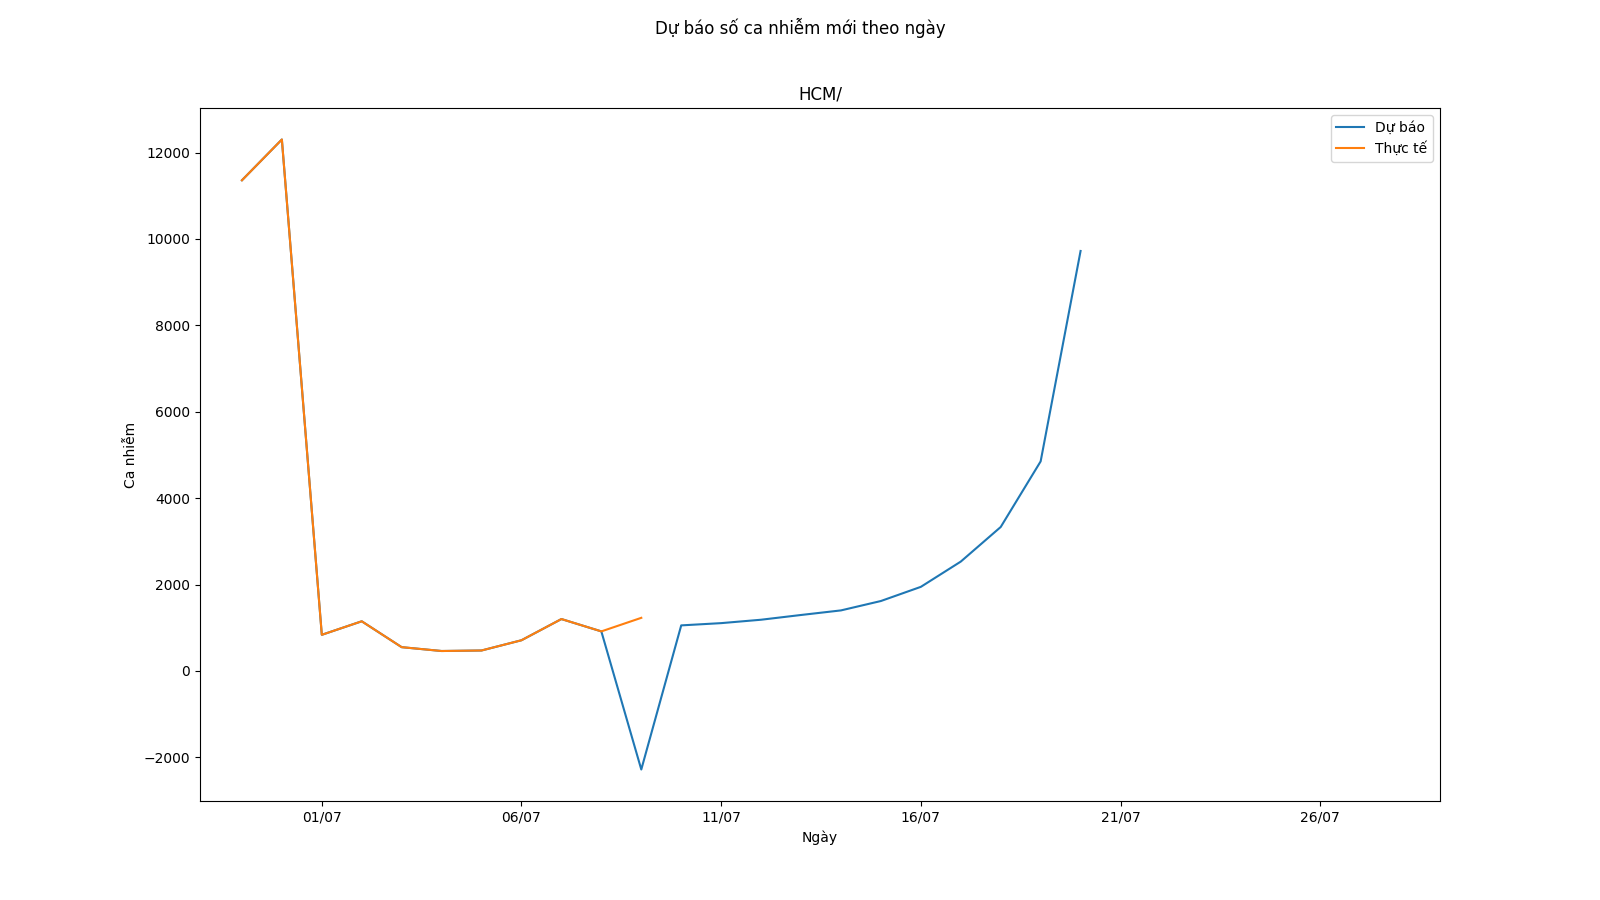 Dự báo số ca nhiễm mới theo ngày
HCM/
Dự báo
Thực tế
12000
10000
8000
6000
4000
2000
0
−2000
Ca nhiễm
01/07
06/07
11/07
16/07
21/07
26/07
Ngày